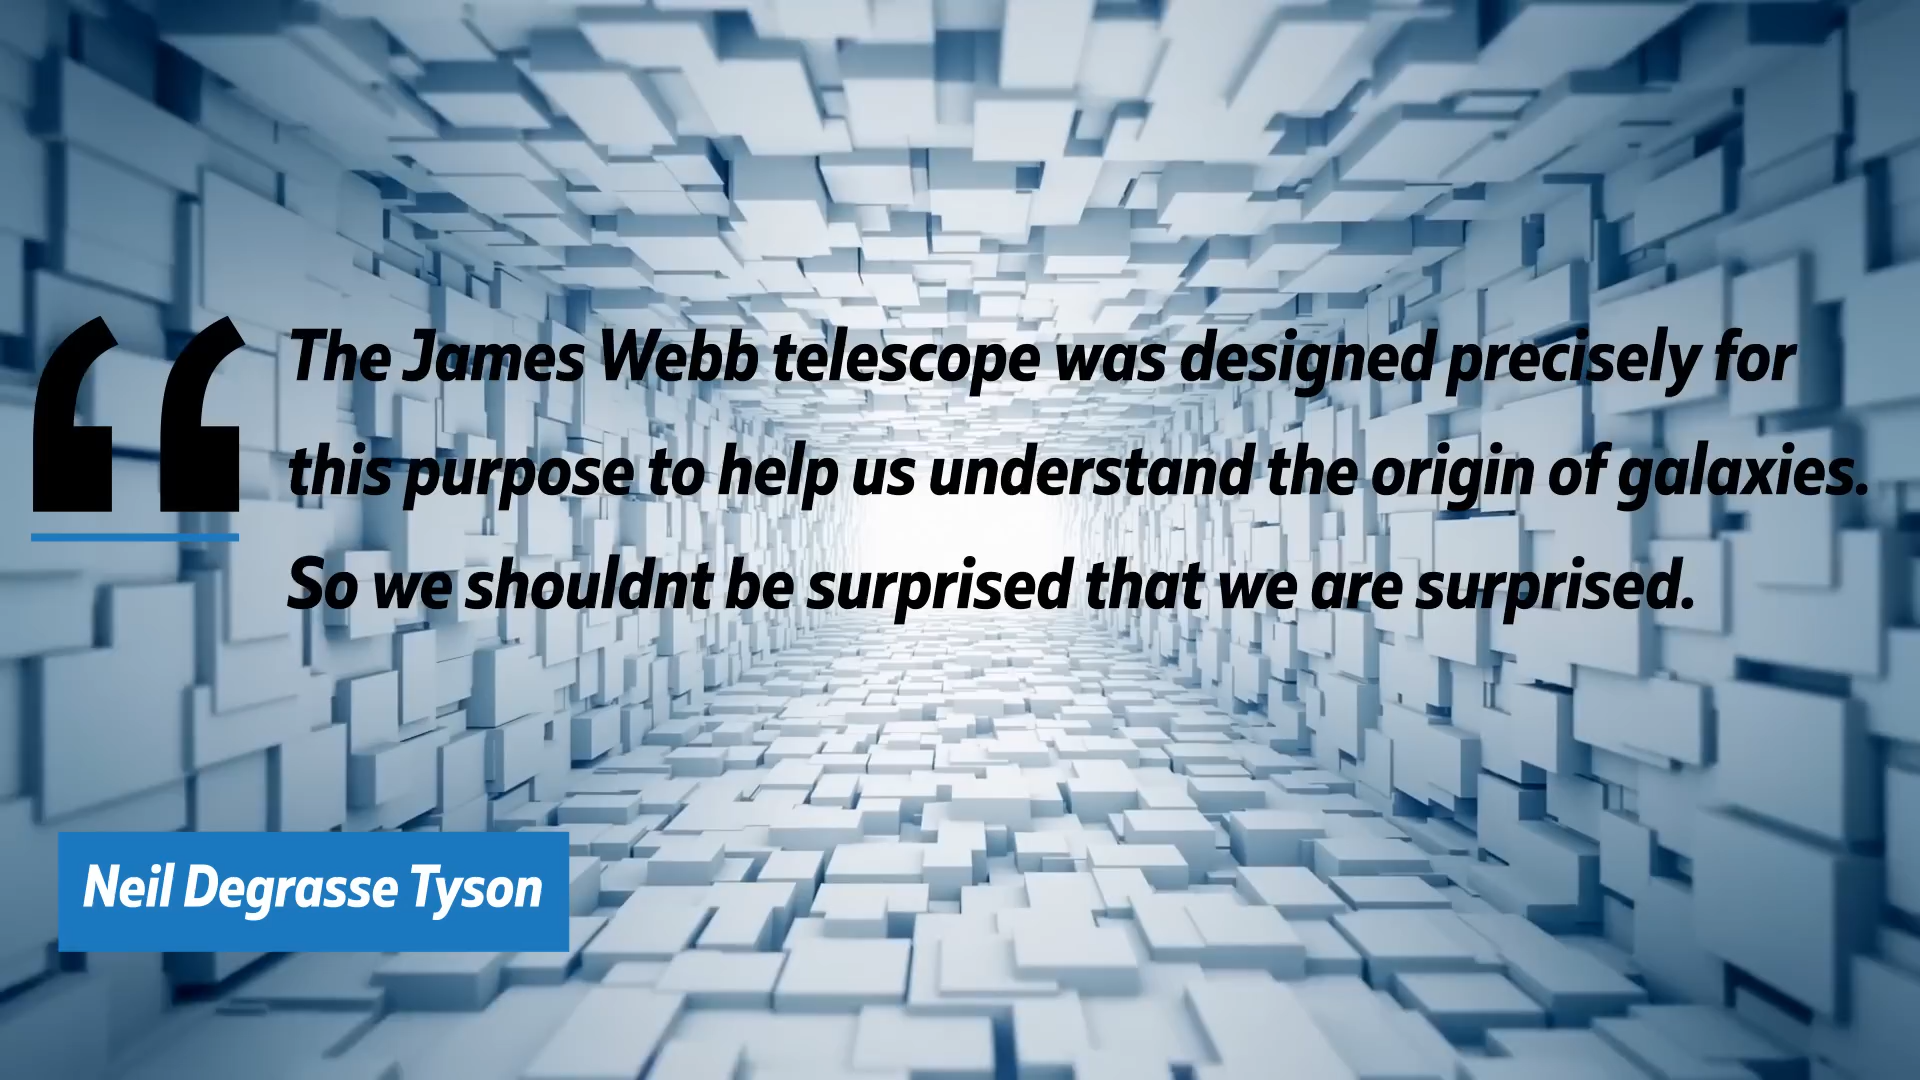 “
The James Webb telescope was designed precisely for
this purpose to help us understand the origin of galaxies.
So we shouldnt be surprised that we are surprised.
Neil Degrasse Tyson